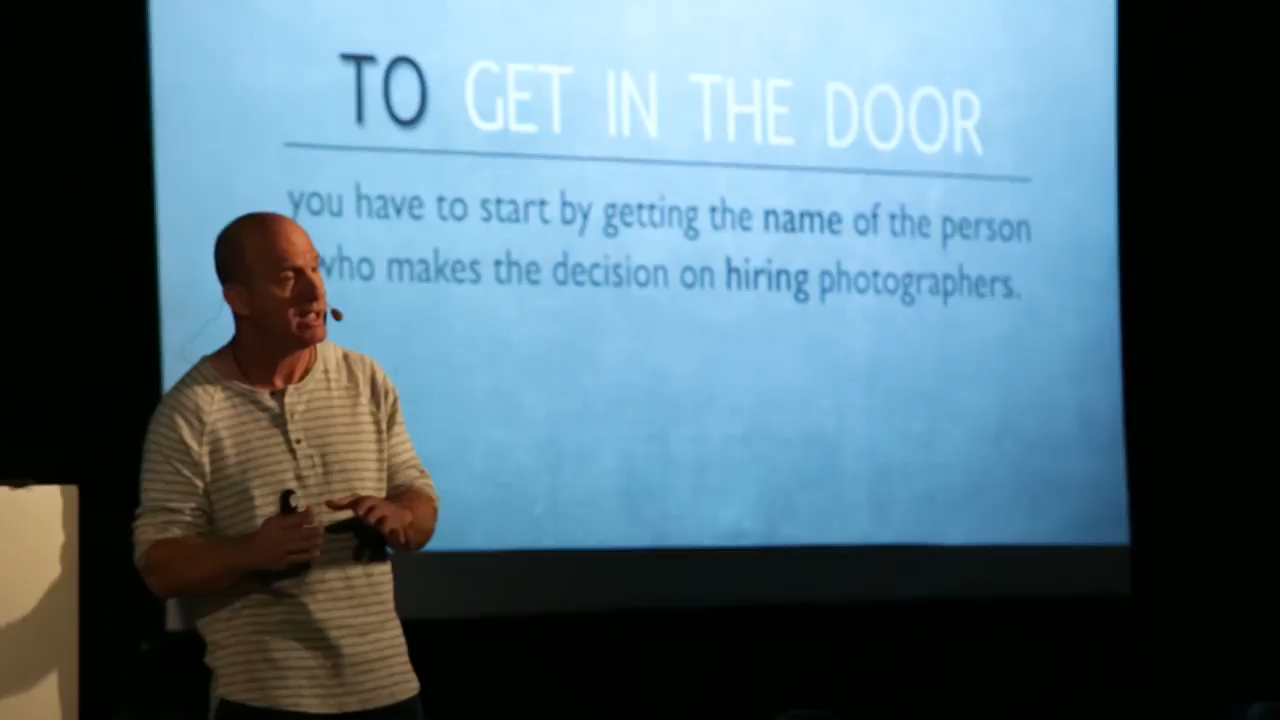 TO GET IN THE DOOR
you have to start by getting the name of the person
who makes the decision on hiring photographers.